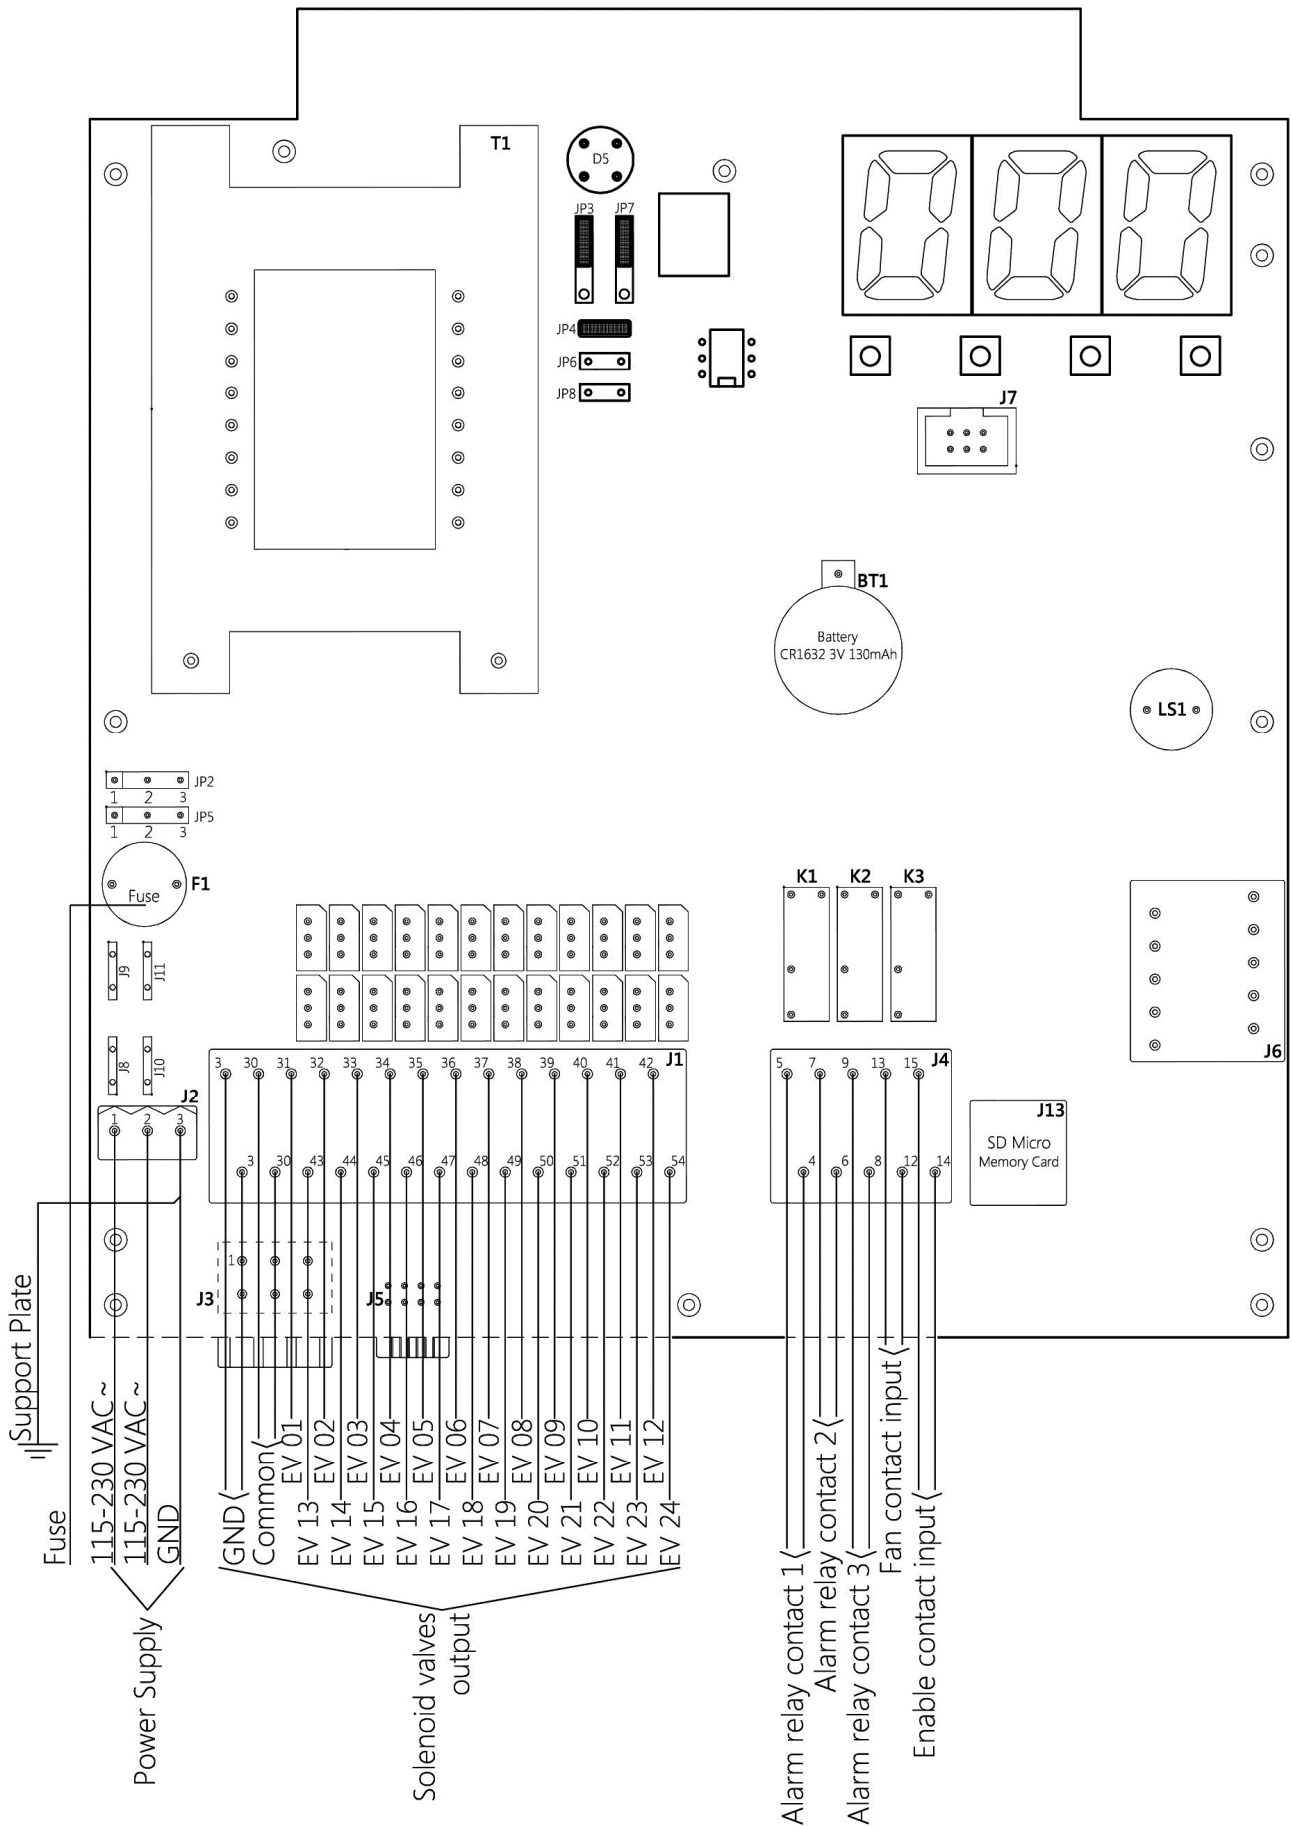 T1
D5
JP3 JP7
JP4
JP6
JP8
J7
BT1
Battery
CR1632 3V 130mAh
LS1
JP2
1 2 3
JP5
1 2 3
F1
Fuse
K1 K2 K3
J9 J11
J8 J10
J2
1 2 3
J1
3 30 31 32 33 34 35 36 37 38 39 40 41 42
3 30 43 44 45 46 47 48 49 50 51 52 53 54
J4
5 7 9 13 15
4 6 8 12 14
J6
J13
SD Micro
Memory Card
1
J3
J5
Support Plate
Fuse
115-230 VAC~
115-230 VAC~
GND
Power Supply
GND
Common
EV 01
EV 02
EV 03
EV 04
EV 05
EV 06
EV 07
EV 08
EV 09
EV 10
EV 11
EV 12
EV 13
EV 14
EV 15
EV 16
EV 17
EV 18
EV 19
EV 20
EV 21
EV 22
EV 23
EV 24
Solenoid valves
output
Alarm relay contact 1
Alarm relay contact 2
Alarm relay contact 3
Fan contact input
Enable contact input